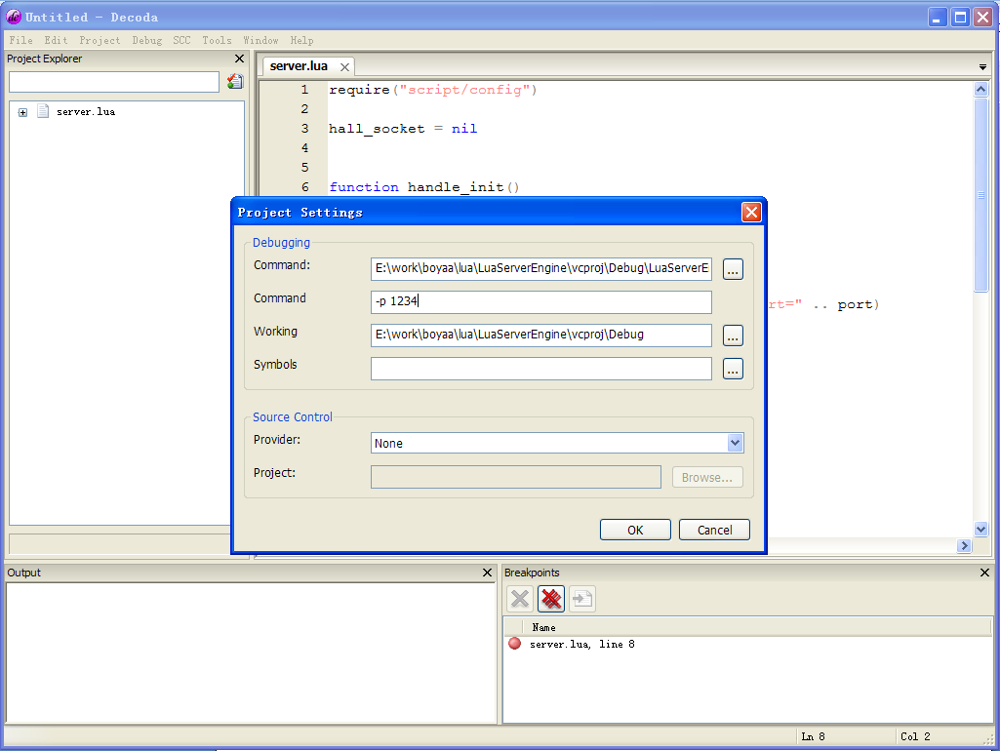 Untitled - Decoda
File Edit Project Debug SCC Tools Window Help
Project Explorer
server.lua
server.lua
1 require("script/config")
2
3 hall_socket = nil
4
5
6 function handle_init()
rt=" .. port)
Project Settings
Debugging
Command: E:\work\boyaa\lua\LuaServerEngine\vcproj\Debug\LuaServerE ...
Command -p 1234
Working E:\work\boyaa\lua\LuaServerEngine\vcproj\Debug ...
Symbols ...
Source Control
Provider: None
Project: Browse...
OK Cancel
Output
Breakpoints
Name
server.lua, line 8
Ln 8 Col 2